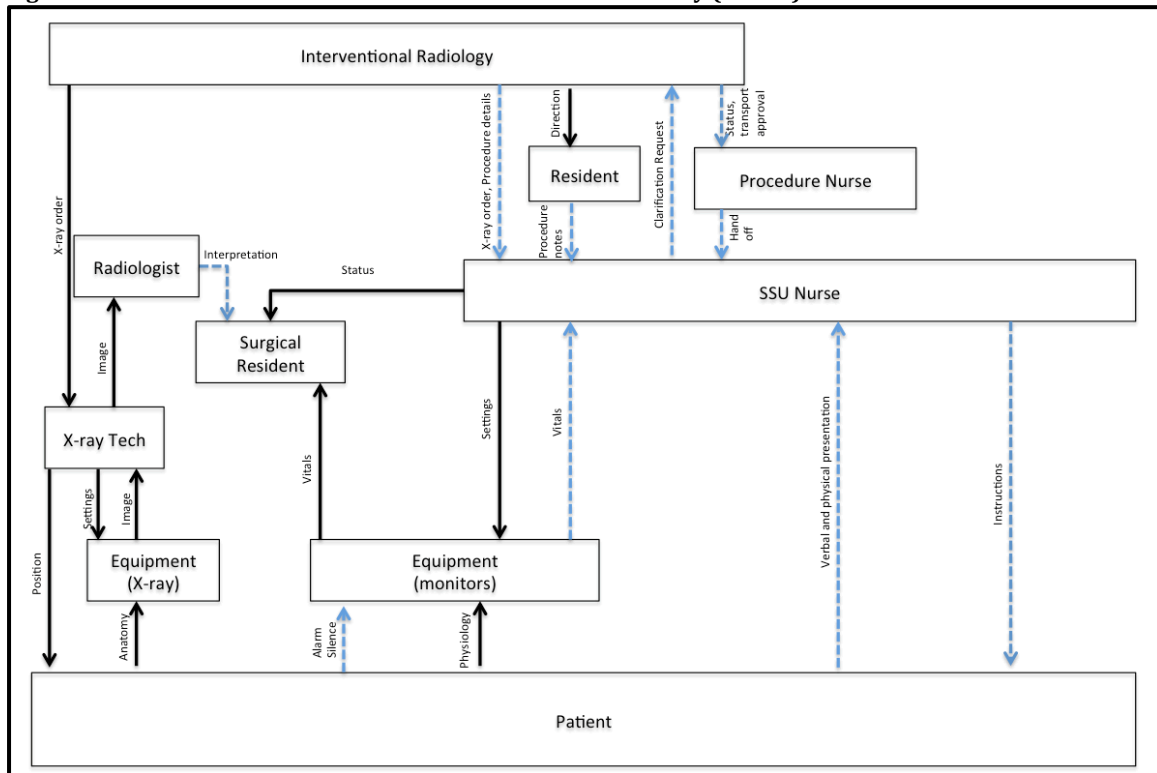 Interventional Radiology
X-ray order
X-ray order, Procedure details
Direction
Clarification Request
Status,
transport
approval
Resident
Procedure Nurse
Procedure
notes
Hand
off
Radiologist
Interpretation
Status
SSU Nurse
Surgical
Resident
Image
X-ray Tech
Vitals
Settings
Vitals
Verbal and physical presentation
Instructions
Position
Settings
Image
Equipment
(X-ray)
Equipment
(monitors)
Anatomy
Alarm
Silence
Physiology
Patient